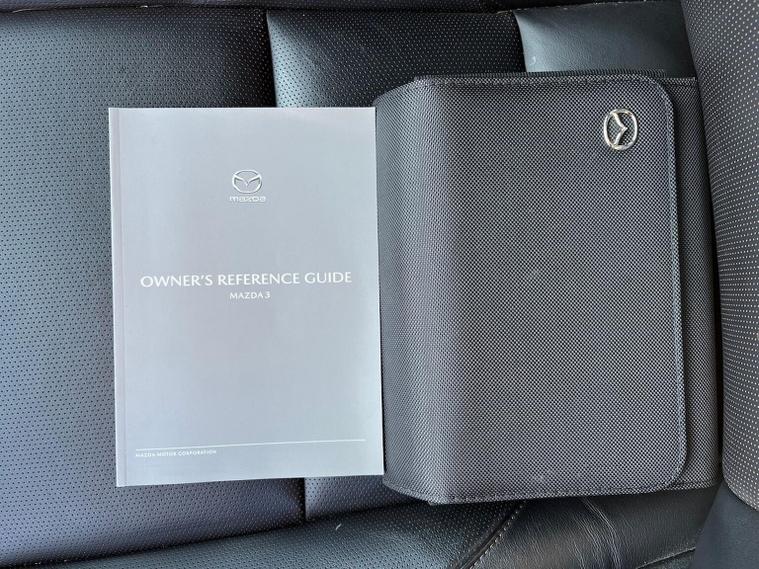 mazda
OWNER'S REFERENCE GUIDE
MAZDA 3
MAZDA MOTOR CORPORATION